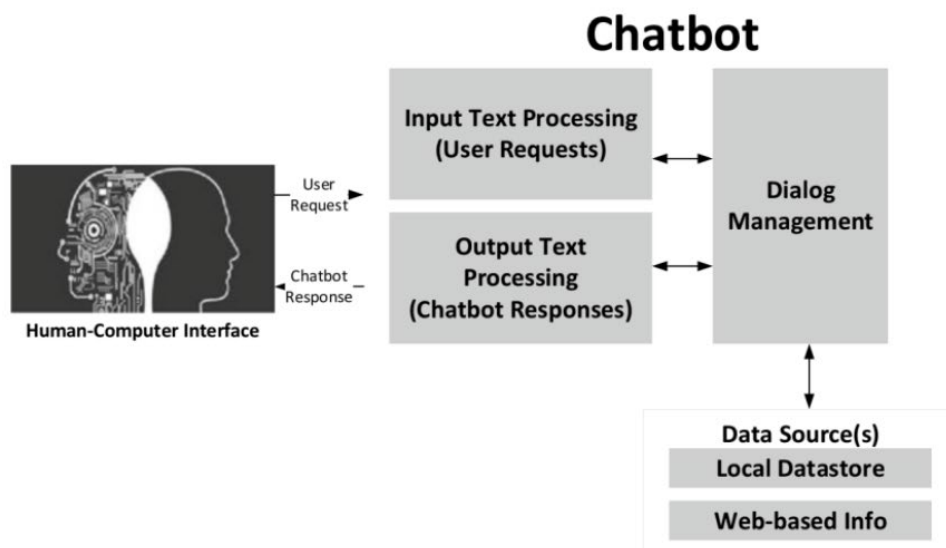 Chatbot
Input Text Processing
(User Requests)
User
Request
Dialog
Management
Output Text
Processing
(Chatbot Responses)
Chatbot
Response
Human-Computer Interface
Data Source(s)
Local Datastore
Web-based Info